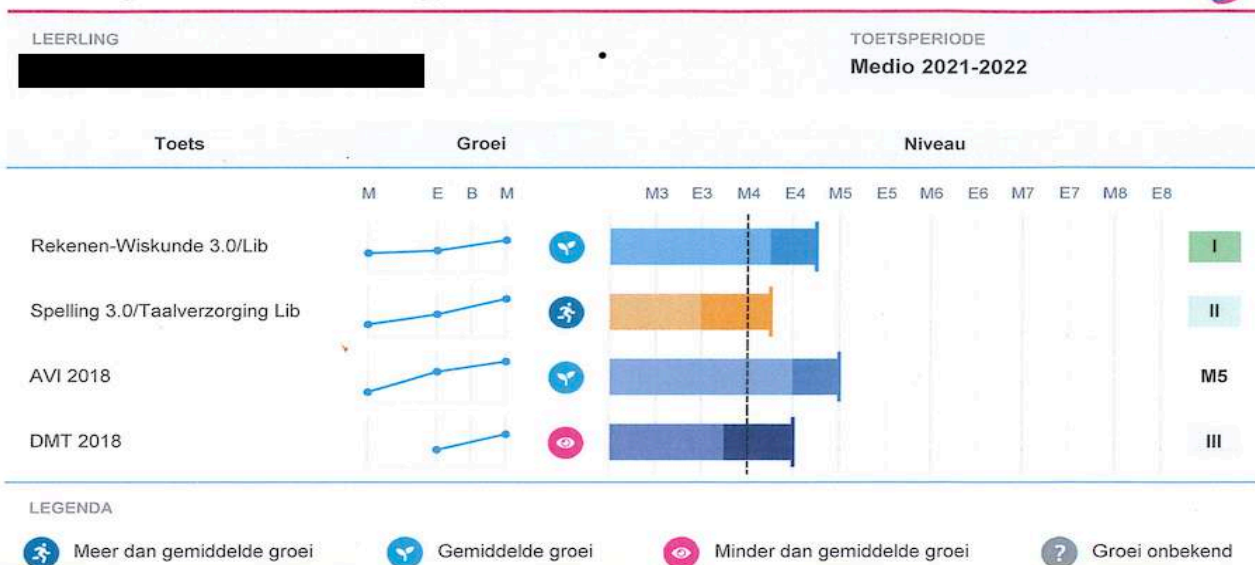 LEERLING
TOETSPERIODE
Medio 2021-2022
Toets Groei Niveau
M E B M M3 E3 M4 E4 M5 E5 M6 E6 M7 E7 M8 E8
Rekenen-Wiskunde 3.0/Lib I
Spelling 3.0/Taalverzorging Lib II
AVI 2018 M5
DMT 2018 III
LEGENDA
Meer dan gemiddelde groei Gemiddelde groei Minder dan gemiddelde groei ? Groei onbekend